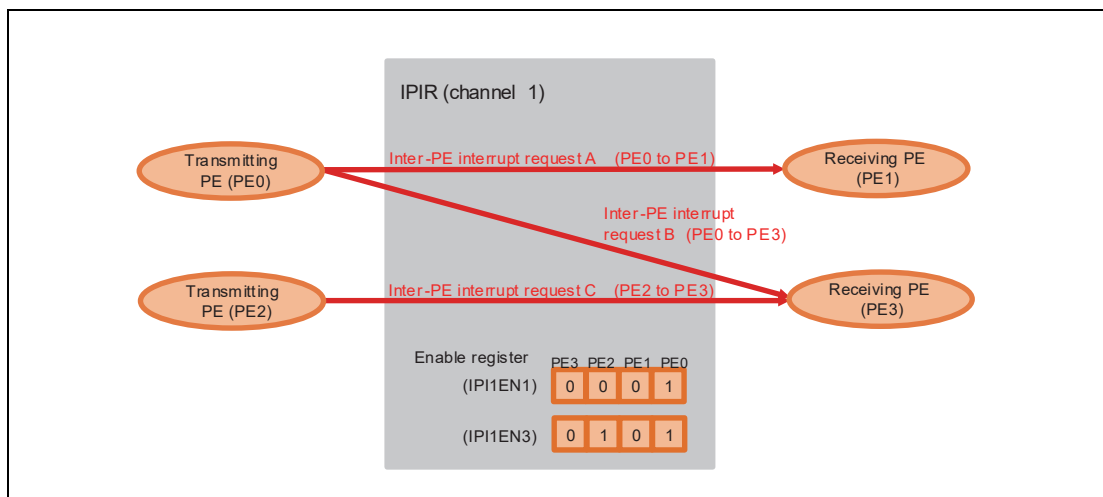 IPIR (channel 1)
Transmitting
PE (PE0)
Inter-PE interrupt request A (PE0 to PE1)
Receiving PE
(PE1)
Inter-PE interrupt
request B (PE0 to PE3)
Transmitting
PE (PE2)
Inter-PE interrupt request C (PE2 to PE3)
Receiving PE
(PE3)
Enable register
PE3 PE2 PE1 PE0
(IPI1EN1) 0 0 0 1
(IPI1EN3) 0 1 0 1